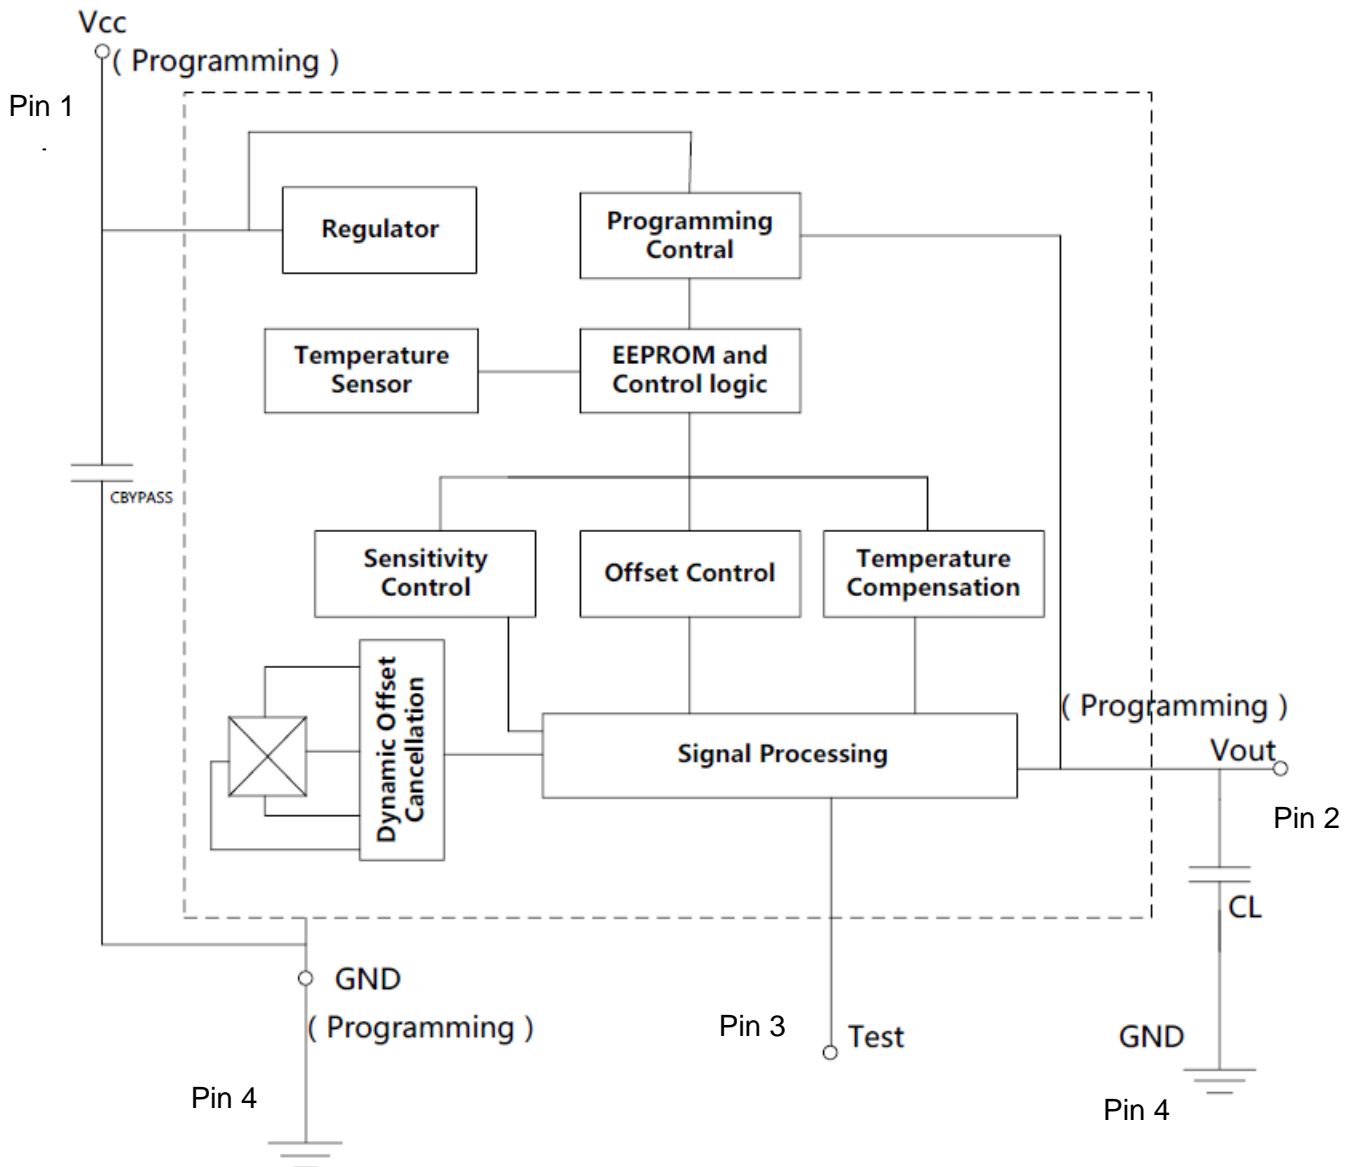 Vcc
( Programming )
Pin 1
Regulator
Programming
Contral
Temperature
Sensor
EEPROM and
Control logic
CBYPASS
Sensitivity
Control
Offset Control
Temperature
Compensation
Dynamic Offset
Cancellation
Signal Processing
( Programming )
Vout
Pin 2
CL
GND
( Programming )
Pin 3
Test
GND
Pin 4
Pin 4